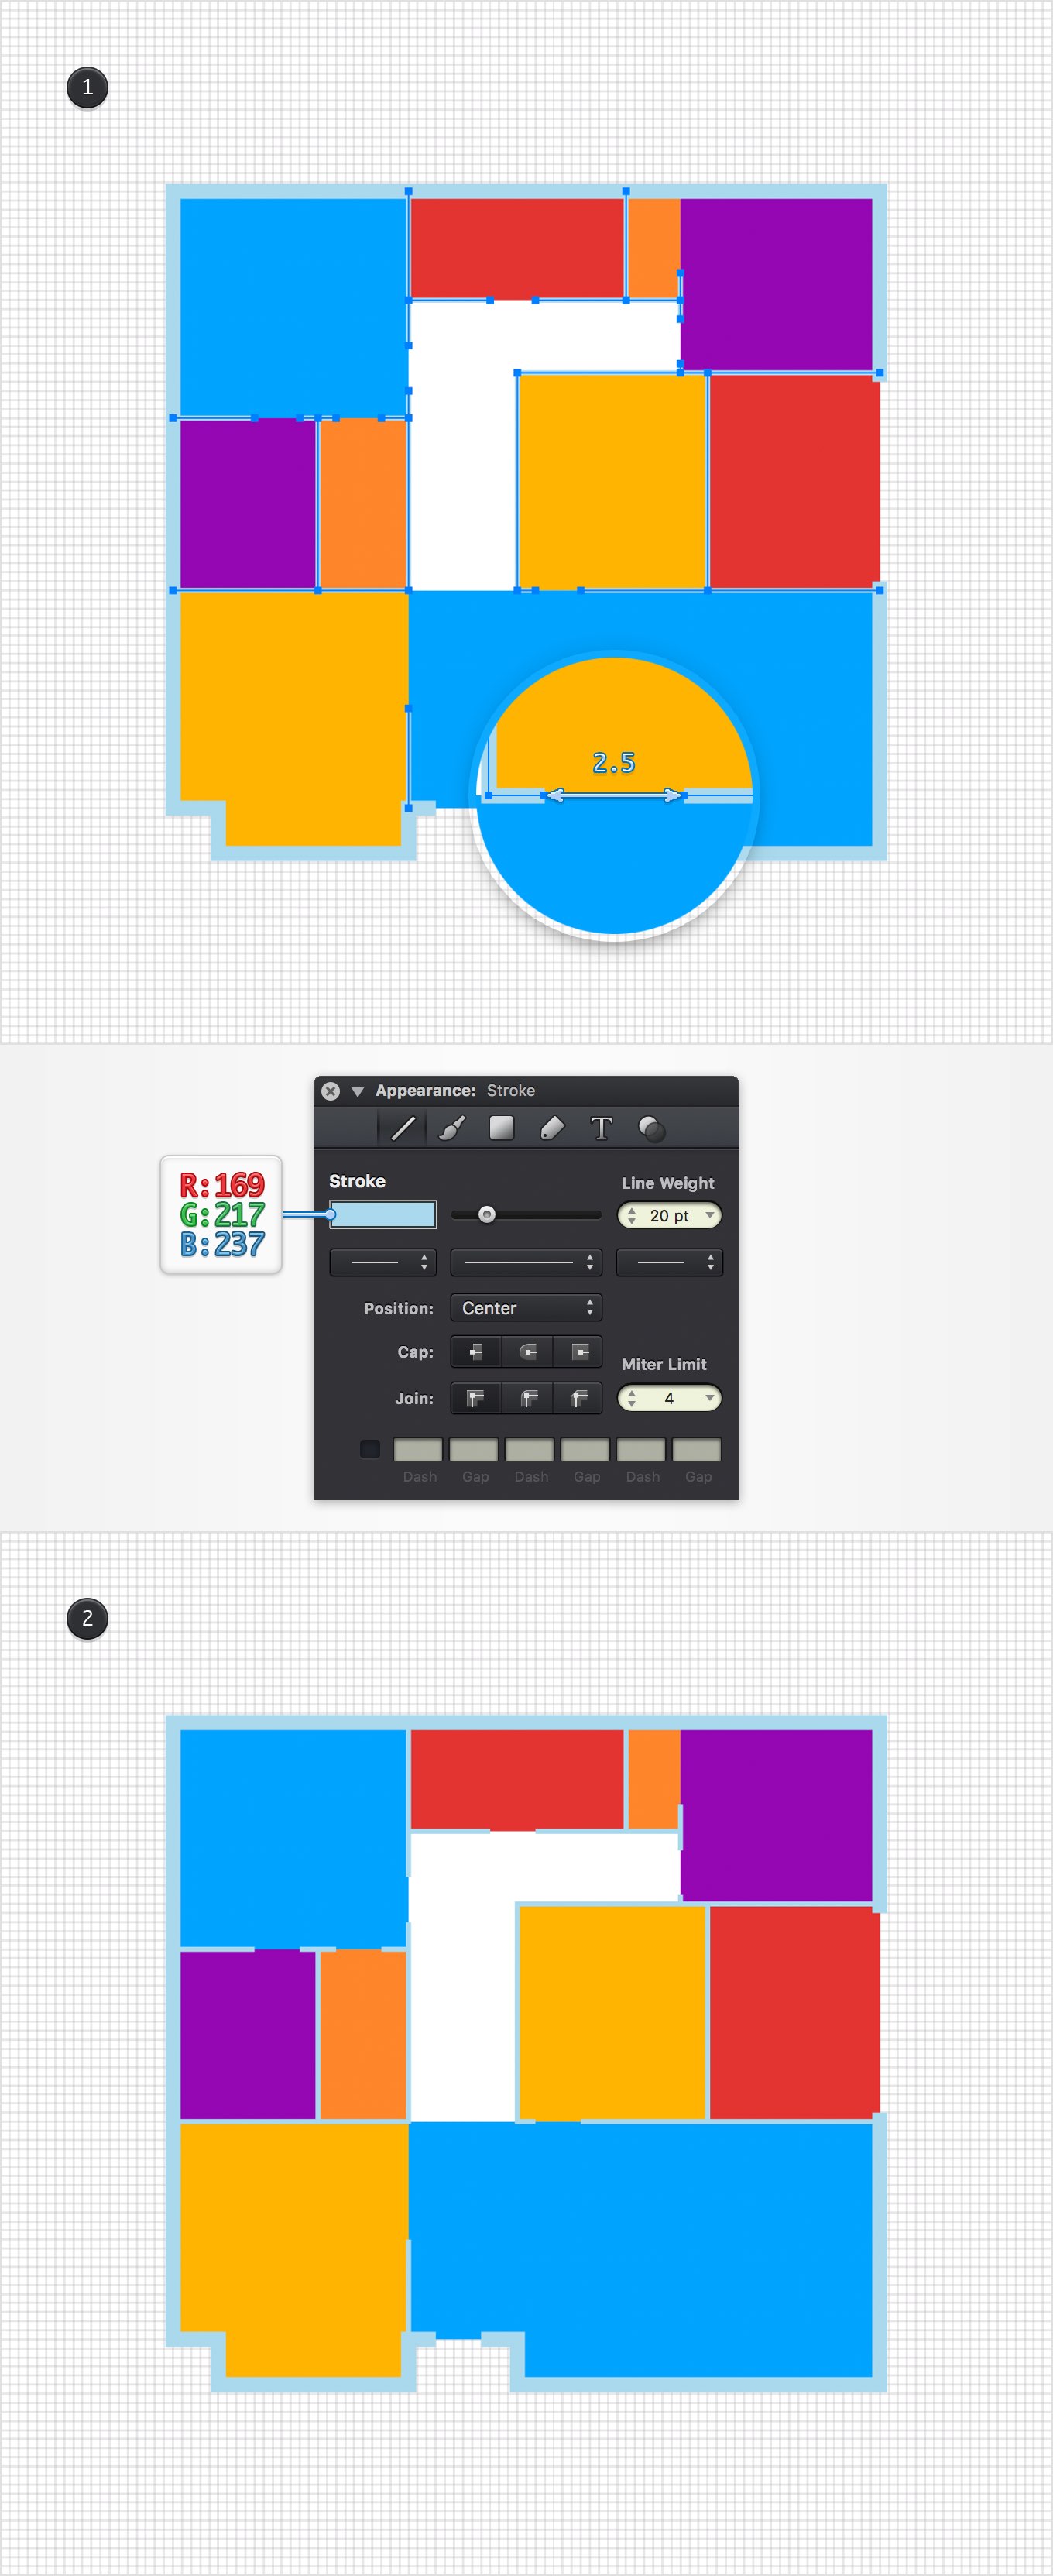 1
2.5
Appearance: Stroke
T
Stroke
Line Weight
R:169
G:217
B:237
20 pt
Position: Center
Cap:
Miter Limit
Join:
4
Dash Gap Dash Gap Dash Gap
2